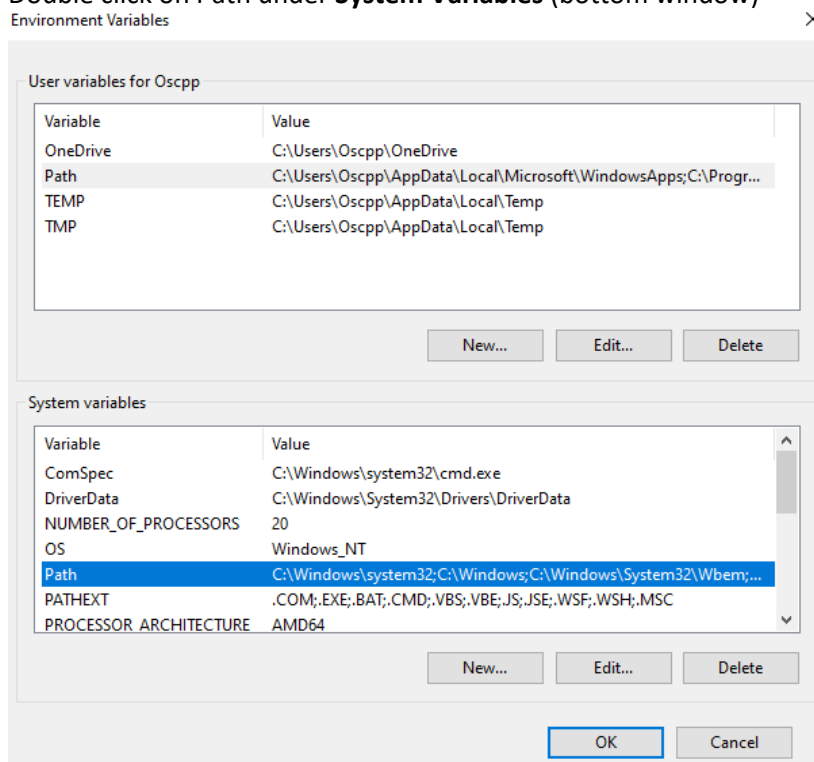 Double click on Path under System Variables (bottom window)
Environment Variables
User variables for Oscpp
Variable Value
OneDrive C:\Users\Oscpp\OneDrive
Path C:\Users\Oscpp\AppData\Local\Microsoft\WindowsApps;C:\Progr...
TEMP C:\Users\Oscpp\AppData\Local\Temp
TMP C:\Users\Oscpp\AppData\Local\Temp
New... Edit... Delete
System variables
Variable Value
ComSpec C:\Windows\system32\cmd.exe
DriverData C:\Windows\System32\Drivers\DriverData
NUMBER_OF_PROCESSORS 20
OS Windows_NT
Path C:\Windows\system32;C:\Windows;C:\Windows\System32\Wbem;...
PATHEXT .COM;.EXE;.BAT;.CMD;.VBS;.VBE;.JS;.JSE;.WSF;.WSH;.MSC
PROCESSOR_ARCHITECTURE AMD64
New... Edit... Delete
OK Cancel